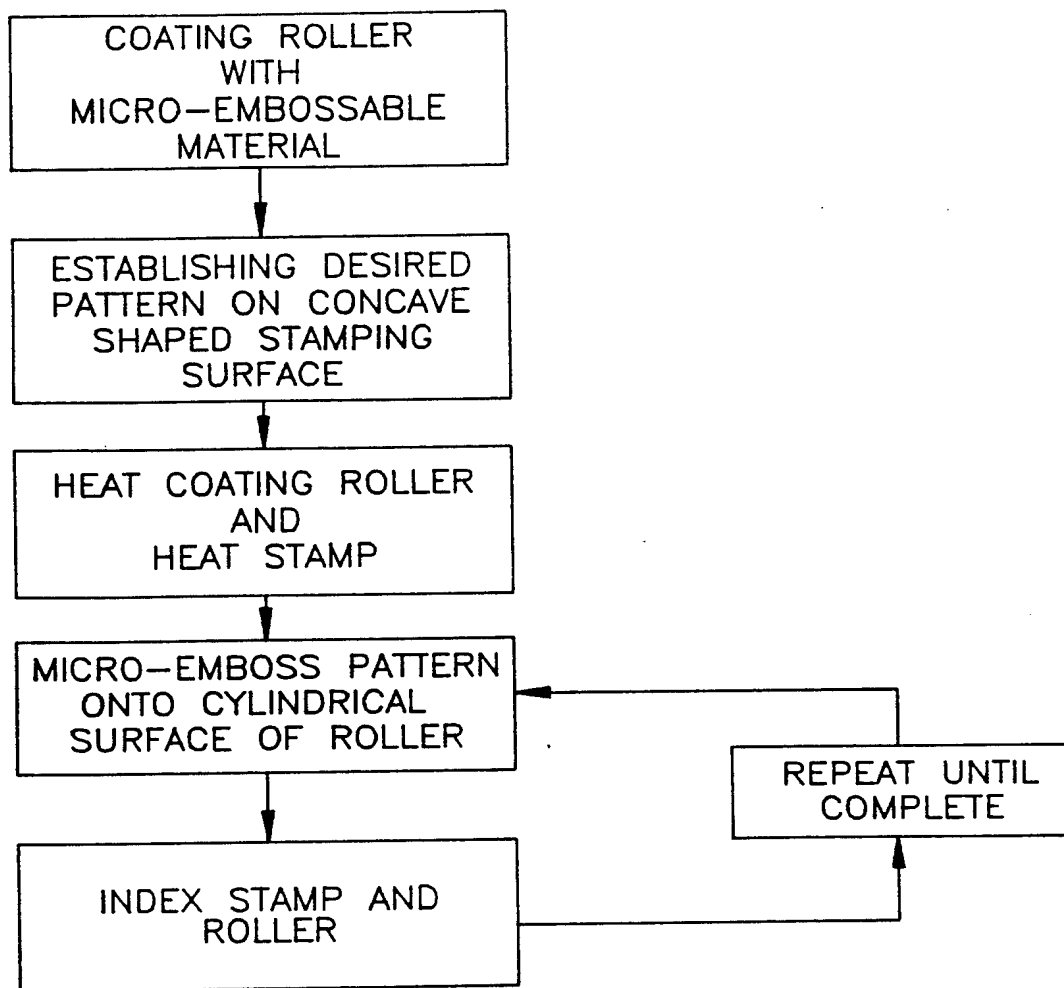 COATING ROLLER
WITH
MICRO-EMBOSSABLE
MATERIAL
ESTABLISHING DESIRED
PATTERN ON CONCAVE
SHAPED STAMPING
SURFACE
HEAT COATING ROLLER
AND
HEAT STAMP
MICRO-EMBOSS PATTERN
ONTO CYLINDRICAL
SURFACE OF ROLLER
REPEAT UNTIL
COMPLETE
INDEX STAMP AND
ROLLER